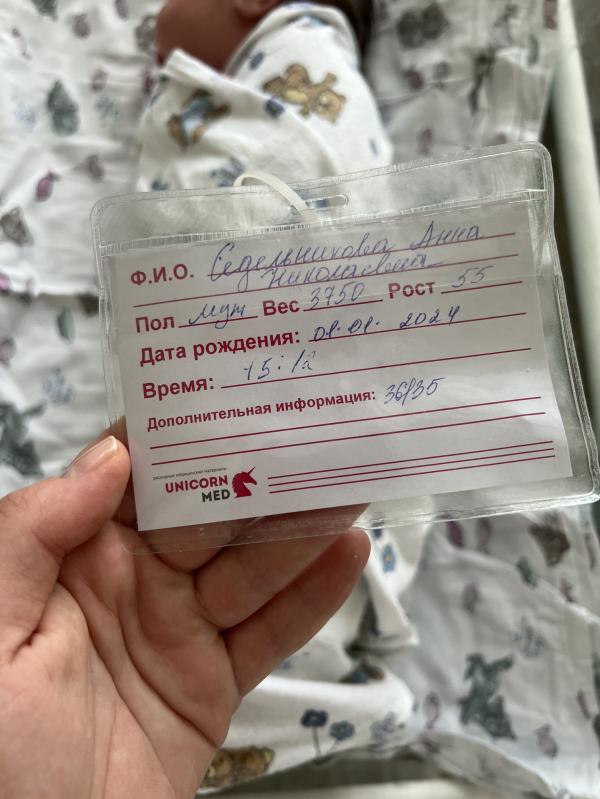 Ф.И.О. Седельникова Анна
Николаевна
Пол муж Вес 3750 Рост 55
Дата рождения: 01.01. 2024
Время: 15:12
Дополнительная информация: 36/35
UNICORN
MED